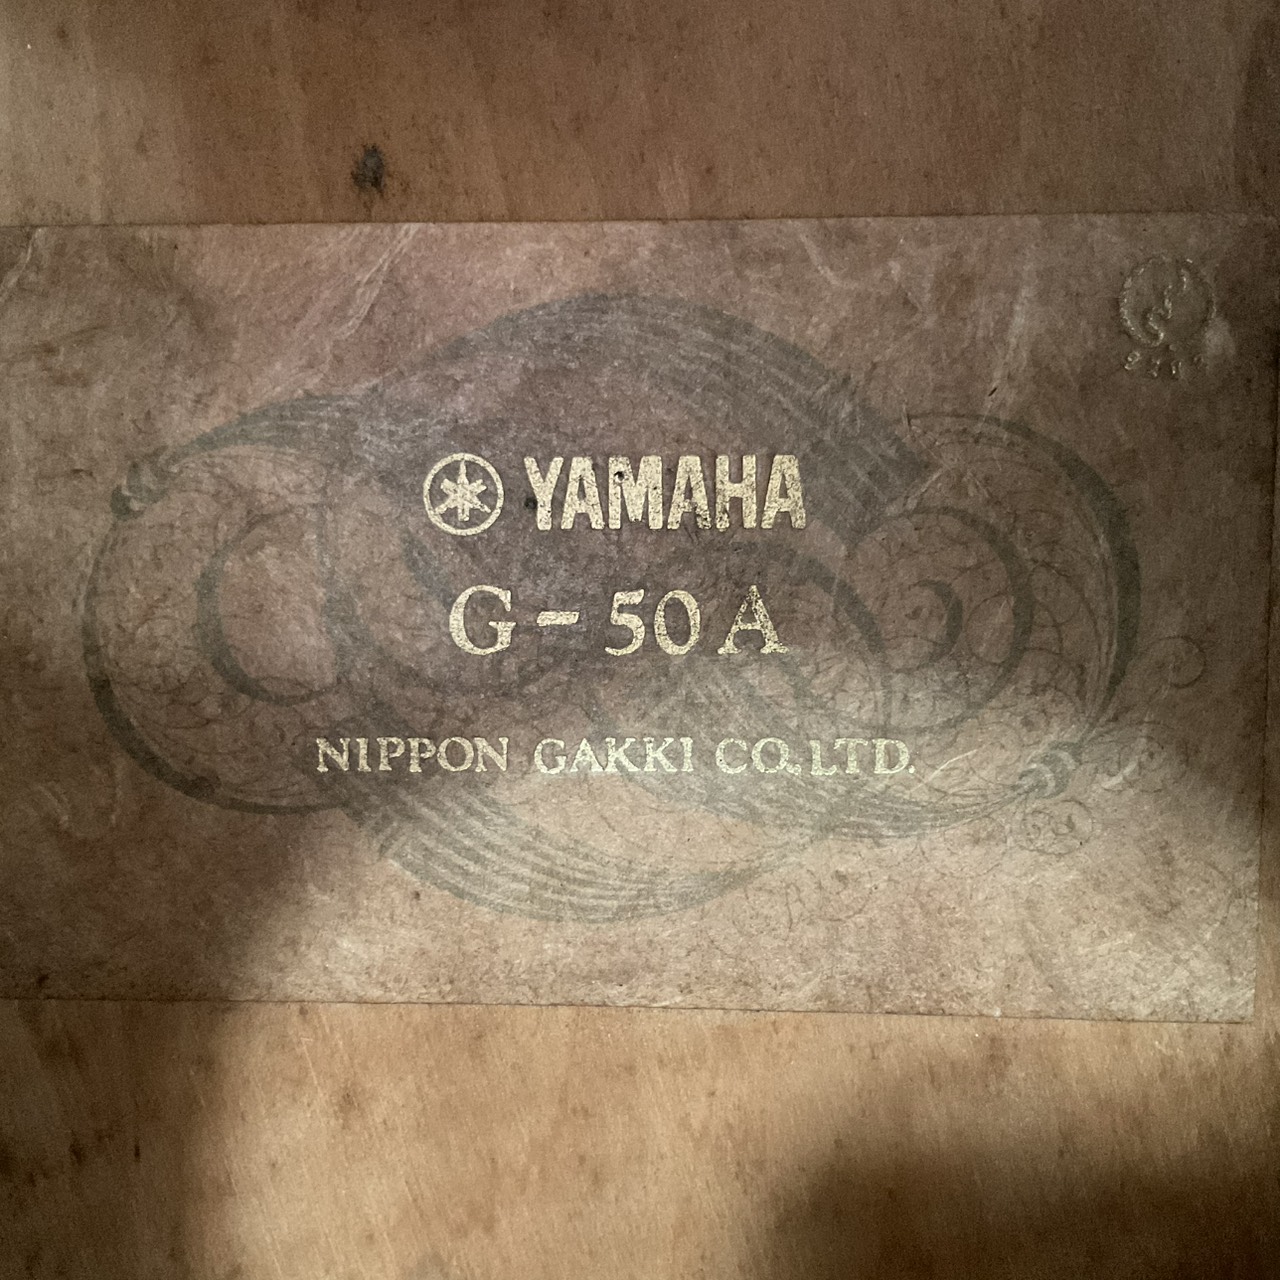 YAMAHA
G-50A
NIPPON GAKKI CO.LTD.